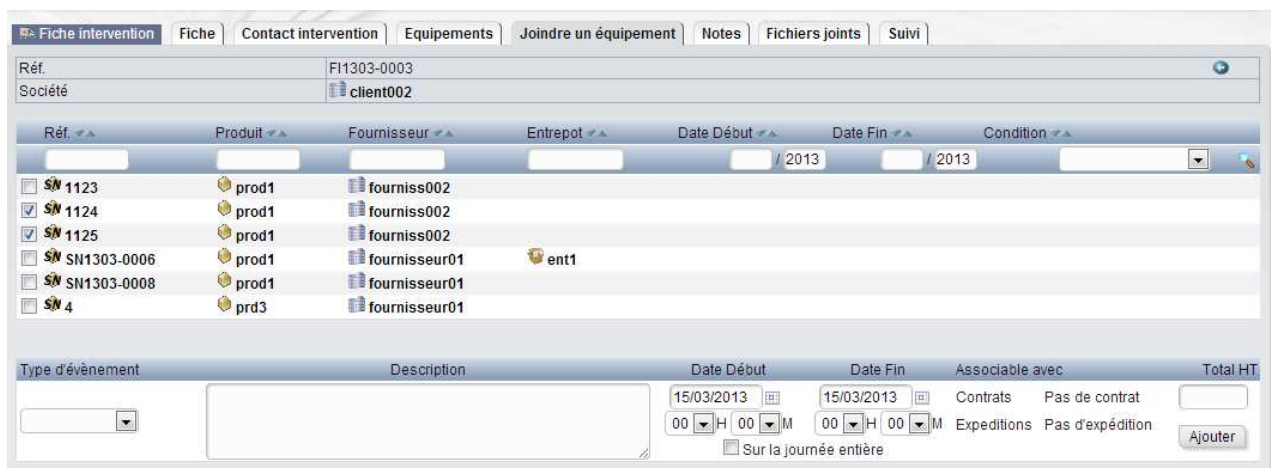 Fiche intervention Fiche Contact intervention Equipements Joindre un équipement Notes Fichiers joints Suivi
Réf. FI1303-0003
Société client002
Réf. Produit Fournisseur Entrepot Date Début Date Fin Condition
/ 2013 / 2013
SN 1123 prod1 fourniss002
SN 1124 prod1 fourniss002
SN 1125 prod1 fourniss002
SN SN1303-0006 prod1 fournisseur01 ent1
SN SN1303-0008 prod1 fournisseur01
SN 4 prd3 fournisseur01
Type d'évènement Description Date Début Date Fin Associable avec Total HT
15/03/2013 15/03/2013 Contrats Pas de contrat
00 H 00 M 00 H 00 M Expeditions Pas d'expédition
Sur la journée entière Ajouter